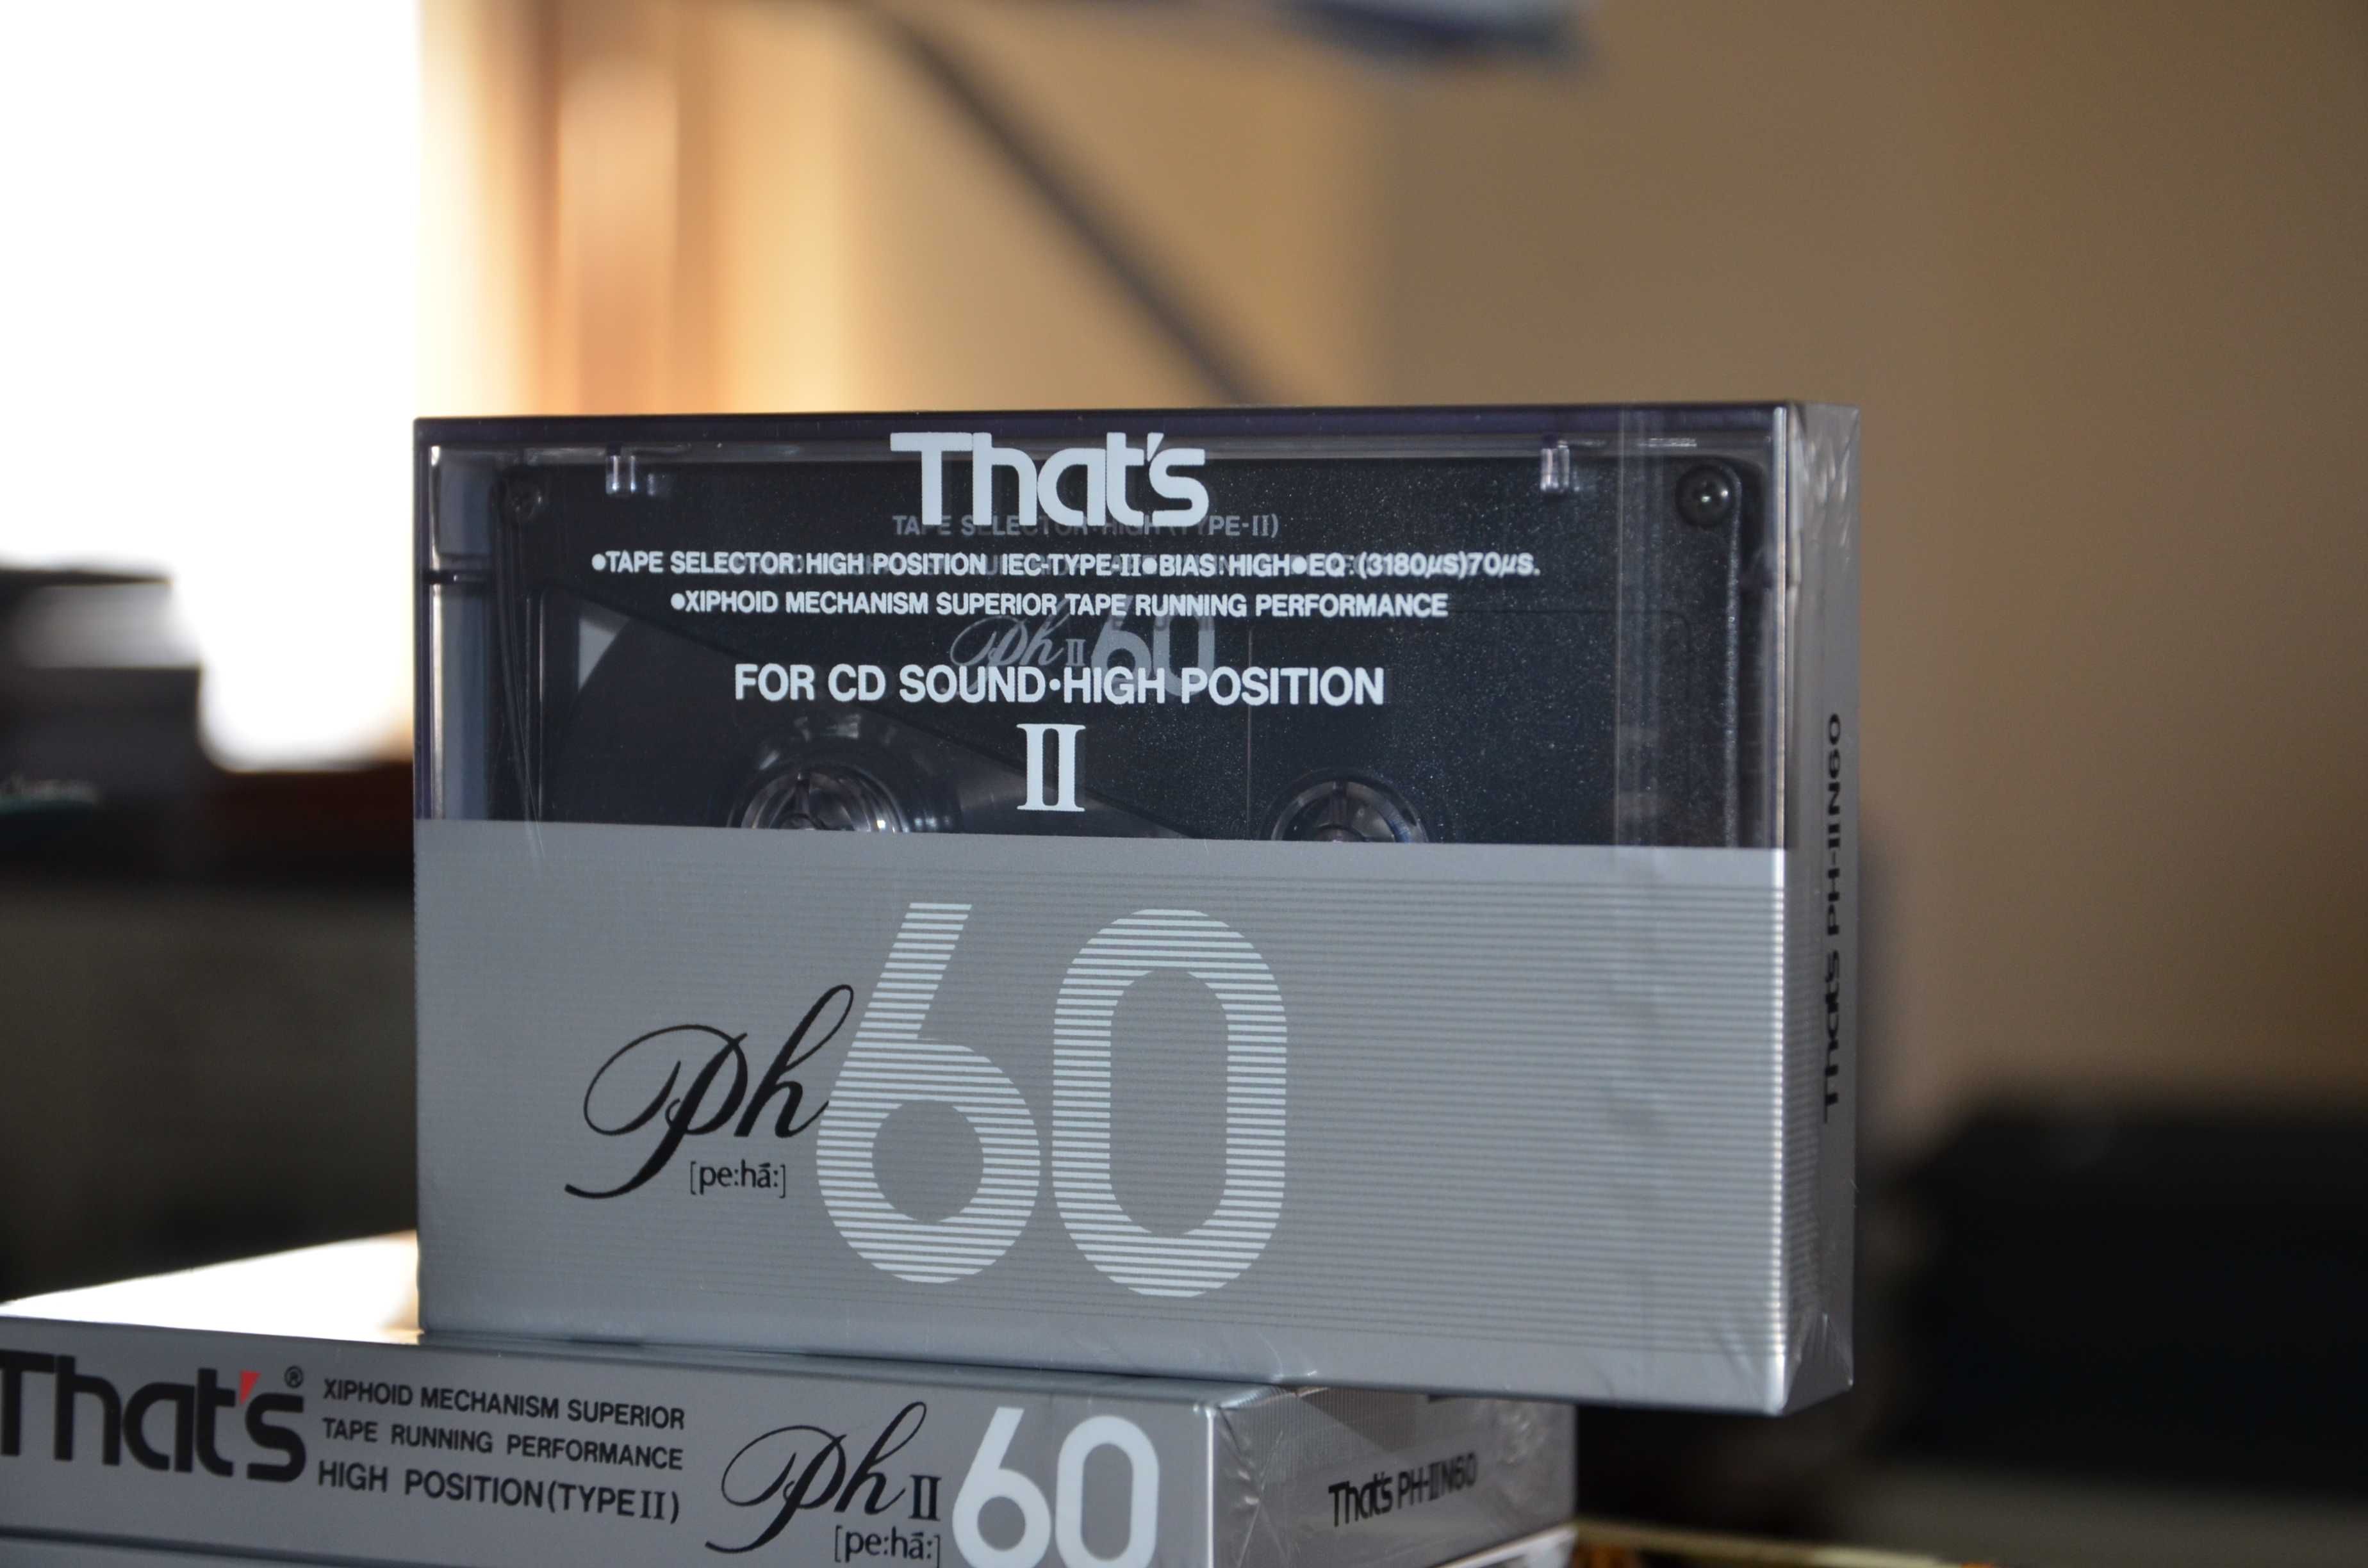 That's
TAPE SELECTOR·HIGH (TYPE-II)
•TAPE SELECTOR:HIGH POSITION IEC-TYPE-II•BIAS:HIGH•EQ:(3180μs)70μs.
•XIPHOID MECHANISM SUPERIOR TAPE RUNNING PERFORMANCE
Ph II 60
FOR CD SOUND·HIGH POSITION
II
Ph 60
[pe:hã:]
That's PH-IIN60
That's® XIPHOID MECHANISM SUPERIOR
TAPE RUNNING PERFORMANCE
HIGH POSITION(TYPE II)
Ph II 60
[pe:hã:]
That's PH-IIN60